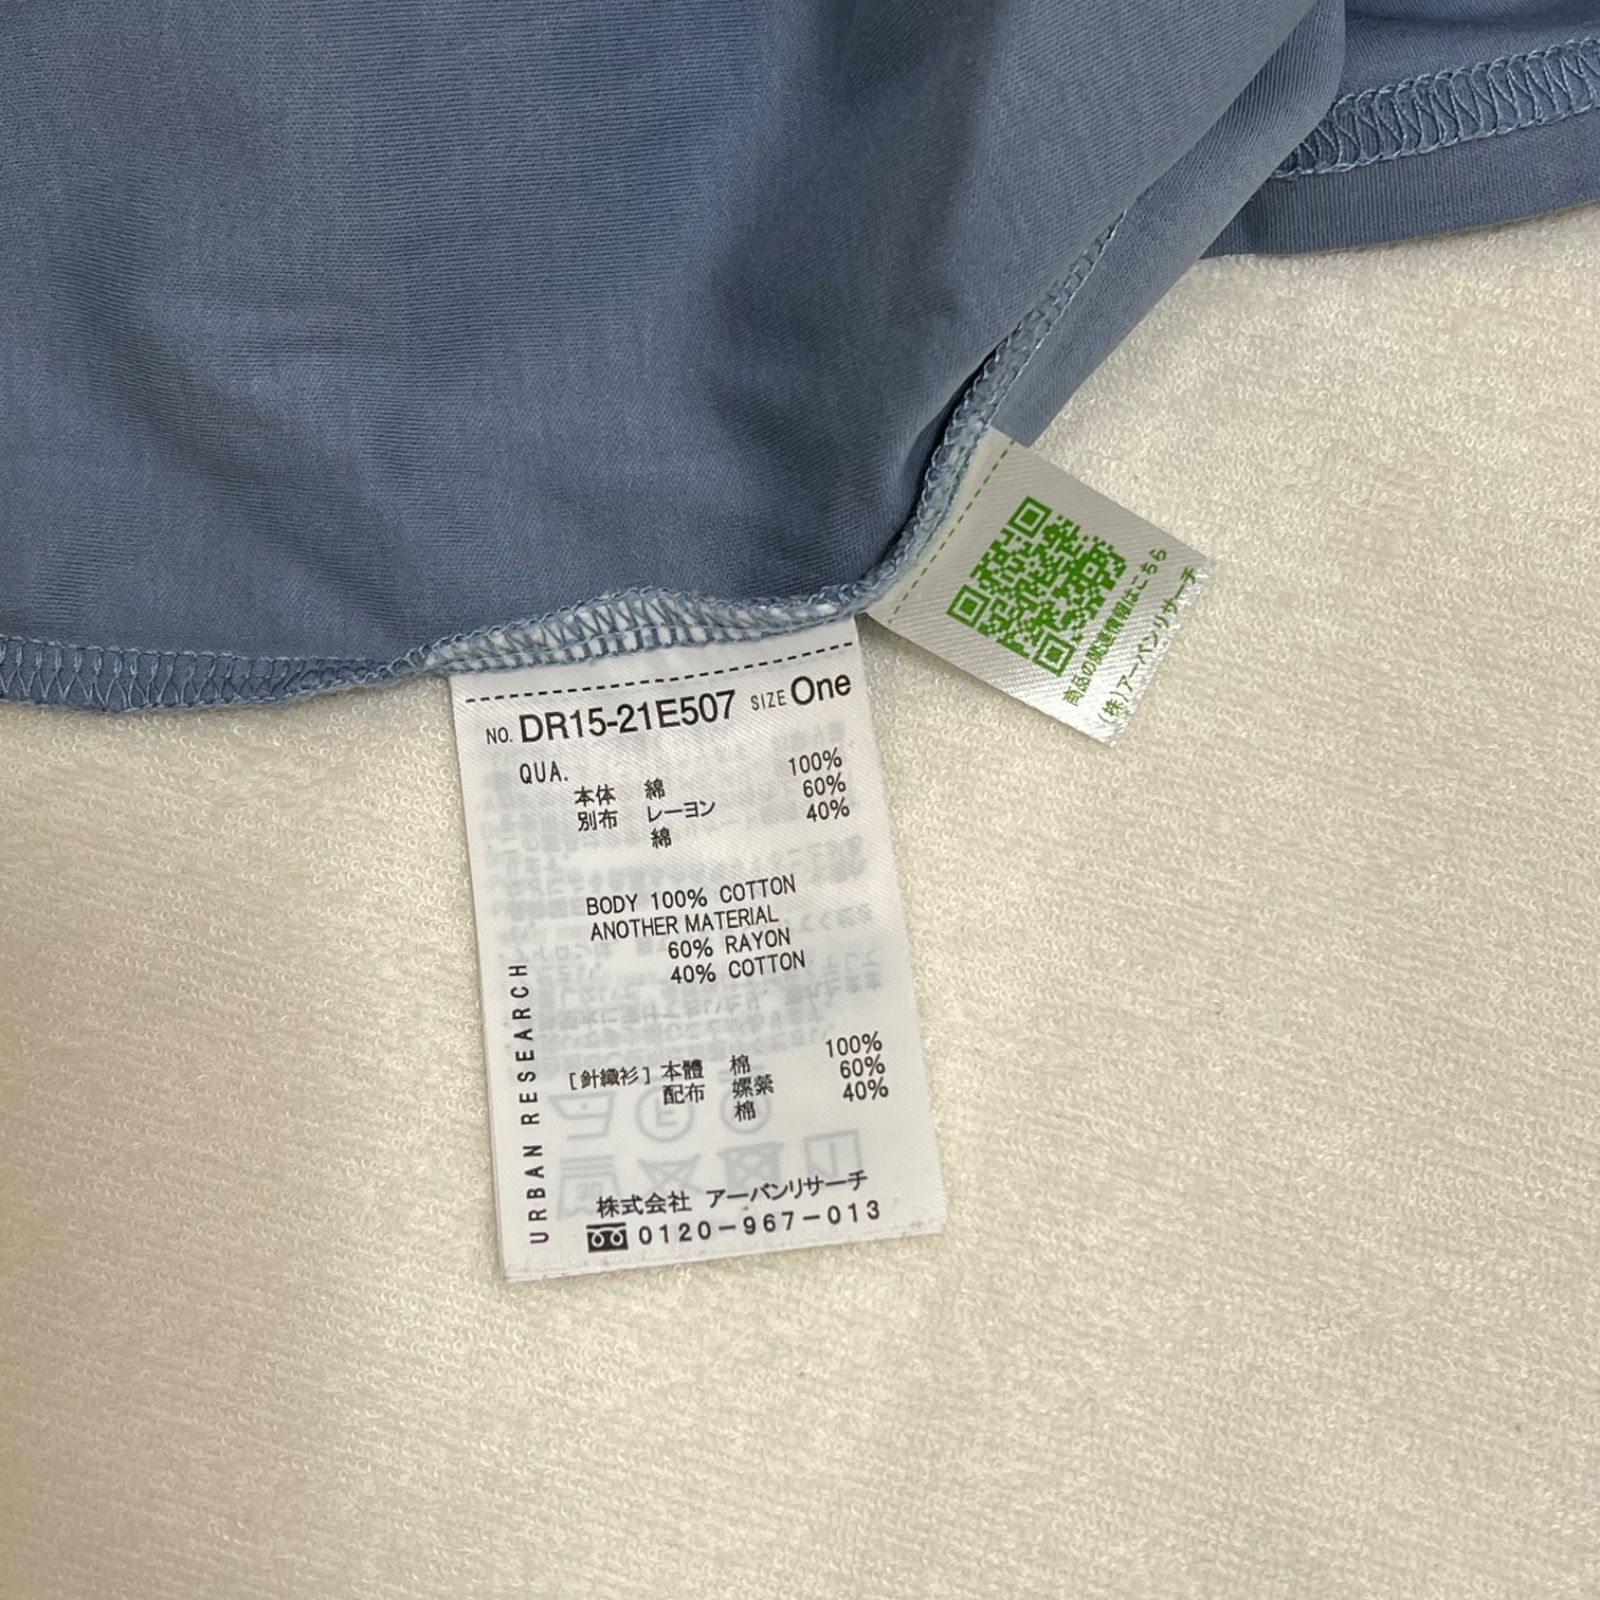 NO. DR15-21E507 SIZE One
QUA.
本体 綿 100%
別布 レーヨン 60%
綿 40%
BODY 100% COTTON
ANOTHER MATERIAL
60% RAYON
40% COTTON
[針織衫] 本體 棉 100%
配布 嫘縈 60%
棉 40%
URBAN RESEARCH
株式会社 アーバンリサーチ
0120-967-013
商品の関連情報はこちら
(株)アーバンリサーチ